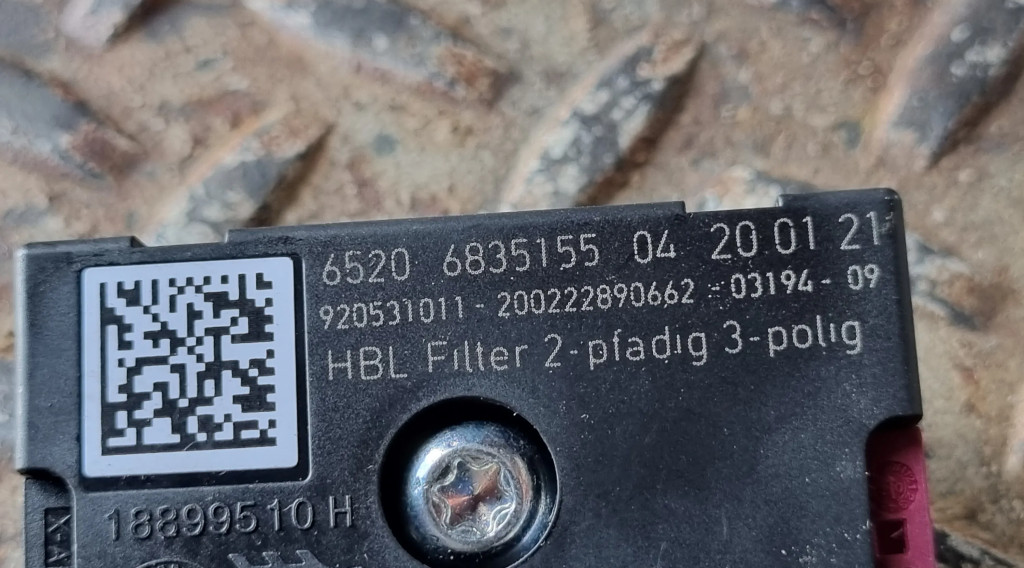 6520 6835155 04 20.01.21
920531011 - 200222890662 - 03194 - 09
HBL Filter 2-pfadig 3-polig
18899510 H
X-A